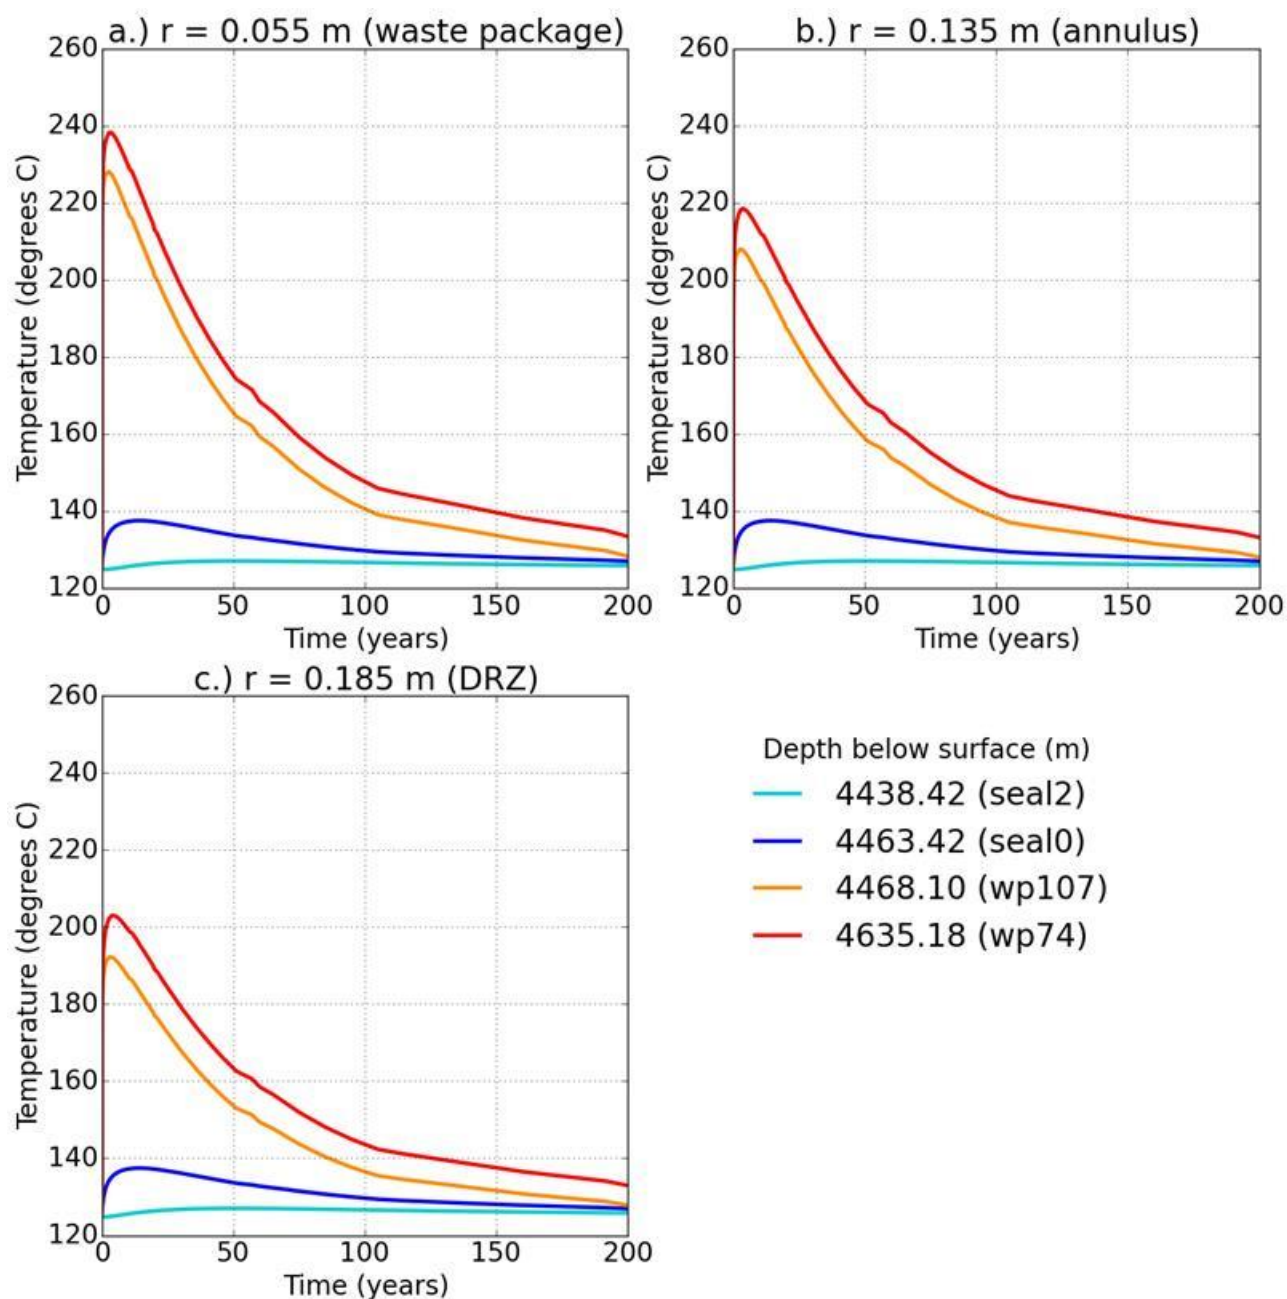 a.) r = 0.055 m (waste package)
260
240
220
200
180
160
140
120
Temperature (degrees C)
0 50 100 150 200
Time (years)
b.) r = 0.135 m (annulus)
260
240
220
200
180
160
140
120
Temperature (degrees C)
0 50 100 150 200
Time (years)
c.) r = 0.185 m (DRZ)
260
240
220
200
180
160
140
120
Temperature (degrees C)
0 50 100 150 200
Time (years)
Depth below surface (m)
4438.42 (seal2)
4463.42 (seal0)
4468.10 (wp107)
4635.18 (wp74)